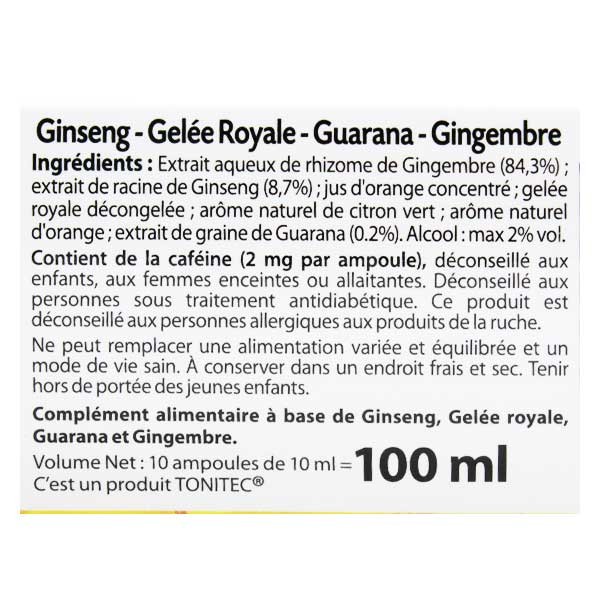 Ginseng - Gelée Royale - Guarana - Gingembre
Ingrédients : Extrait aqueux de rhizome de Gingembre (84,3%) ;
extrait de racine de Ginseng (8,7%) ; jus d'orange concentré ; gelée
royale décongelée ; arôme naturel de citron vert ; arôme naturel
d'orange ; extrait de graine de Guarana (0.2%). Alcool : max 2% vol.
Contient de la caféine (2 mg par ampoule), déconseillé aux
enfants, aux femmes enceintes ou allaitantes. Déconseillé aux
personnes sous traitement antidiabétique. Ce produit est
déconseillé aux personnes allergiques aux produits de la ruche.
Ne peut remplacer une alimentation variée et équilibrée et un
mode de vie sain. À conserver dans un endroit frais et sec. Tenir
hors de portée des jeunes enfants.
Complément alimentaire à base de Ginseng, Gelée royale,
Guarana et Gingembre.
Volume Net : 10 ampoules de 10 ml = 100 ml
C'est un produit TONITEC®